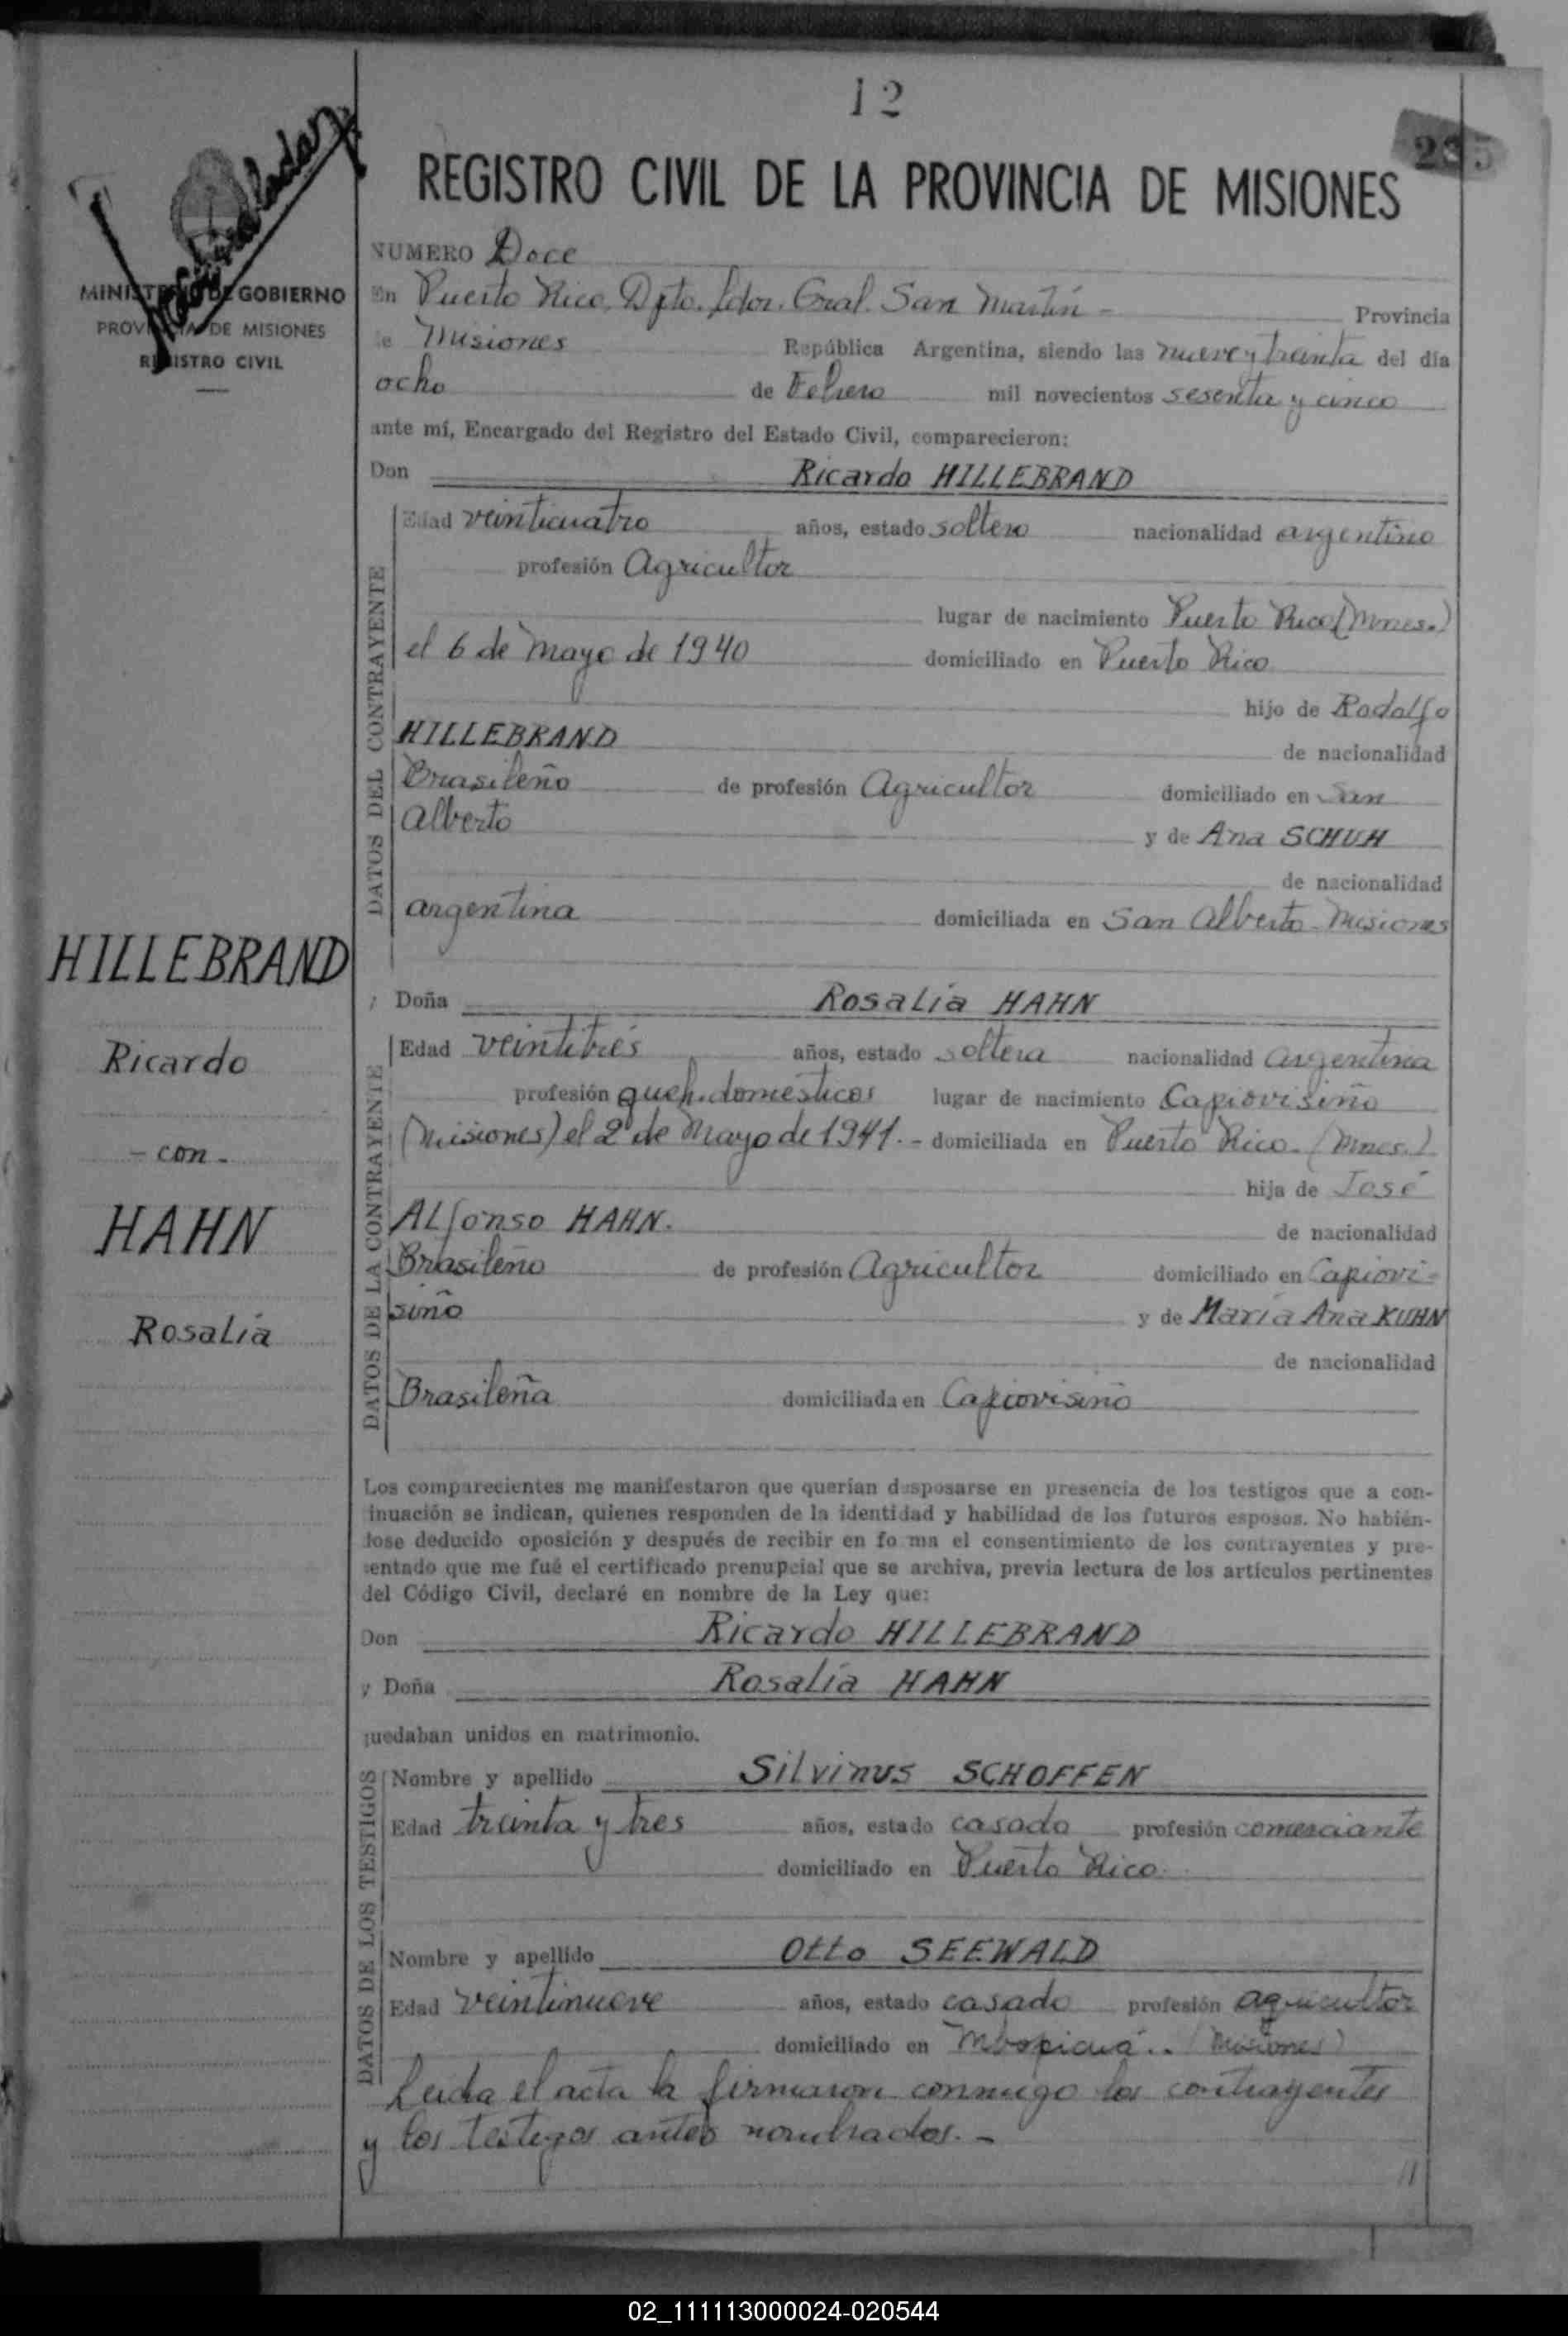 12
235
REGISTRO CIVIL DE LA PROVINCIA DE MISIONES
MINISTERIO DE GOBIERNO
PROVINCIA DE MISIONES
REGISTRO CIVIL
NUMERO Doce
En Puerto Rico, Dpto. Ldor. Gral. San Martín - Provincia
de Misiones República Argentina, siendo las nueve y treinta del día
ocho de Febrero mil novecientos sesenta y cinco
ante mí, Encargado del Registro del Estado Civil, comparecieron:
Don Ricardo HILLEBRAND
DATOS DEL CONTRAYENTE
Edad veinticuatro años, estado soltero nacionalidad argentino
profesión Agricultor
lugar de nacimiento Puerto Rico (Mnes.)
el 6 de Mayo de 1940 domiciliado en Puerto Rico
hijo de Rodolfo
HILLEBRAND de nacionalidad
Brasileño de profesión Agricultor domiciliado en San
Alberto y de Ana SCHUH
de nacionalidad
argentina domiciliada en San Alberto - Misiones
HILLEBRAND
Ricardo
- con -
HAHN
Rosalía
y Doña Rosalía HAHN
DATOS DE LA CONTRAYENTE
Edad veintitrés años, estado soltera nacionalidad argentina
profesión queh. domésticos lugar de nacimiento Capiovisiño
(Misiones) el 2 de Mayo de 1941. - domiciliada en Puerto Rico. (Mnes.)
hija de José
ALfonso HAHN. de nacionalidad
Brasileño de profesión Agricultor domiciliado en Capiovi-
siño y de María Ana KUHN
de nacionalidad
Brasileña domiciliada en Capiovisiño
Los comparecientes me manifestaron que querían desposarse en presencia de los testigos que a con-
inuación se indican, quienes responden de la identidad y habilidad de los futuros esposos. No habién-
dose deducido oposición y después de recibir en fo ma el consentimiento de los contrayentes y pre-
sentado que me fué el certificado prenupcial que se archiva, previa lectura de los artículos pertinentes
del Código Civil, declaré en nombre de la Ley que:
Don Ricardo HILLEBRAND
y Doña Rosalía HAHN
quedaban unidos en matrimonio.
DATOS DE LOS TESTIGOS
Nombre y apellido Silvinus SCHOFFEN
Edad treinta y tres años, estado casado profesión comerciante
domiciliado en Puerto Rico.
Nombre y apellido Otto SEEWALD
Edad veintinueve años, estado casado profesión agricultor
domiciliado en Mbopicuá.. (Misiones)
Leída el acta la firmaron conmigo los contrayentes
y los testigos antes nombrados. -
//
02_111113000024-020544